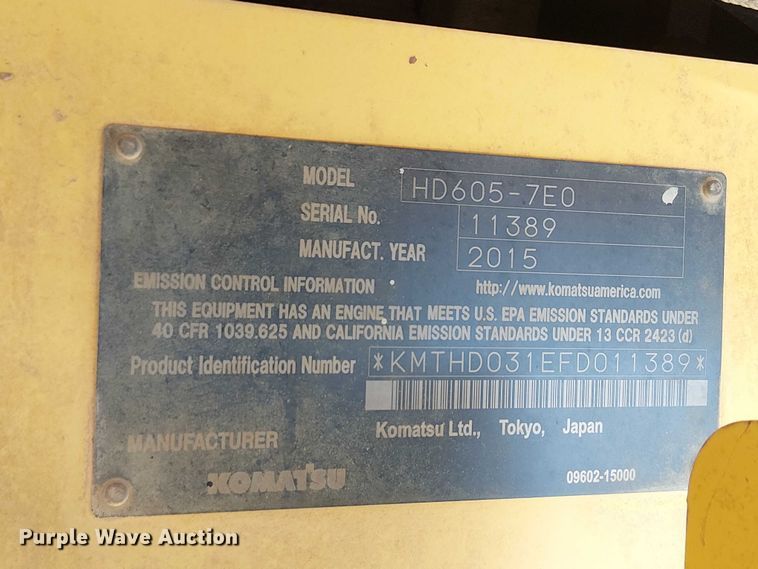 MODEL HD605-7E0
SERIAL No. 11389
MANUFACT. YEAR 2015
EMISSION CONTROL INFORMATION http://www.komatsuamerica.com
THIS EQUIPMENT HAS AN ENGINE THAT MEETS U.S. EPA EMISSION STANDARDS UNDER
40 CFR 1039.625 AND CALIFORNIA EMISSION STANDARDS UNDER 13 CCR 2423 (d)
Product Identification Number *KMTHD031EFD011389*
MANUFACTURER Komatsu Ltd., Tokyo, Japan
KOMATSU 09602-15000
Purple Wave Auction